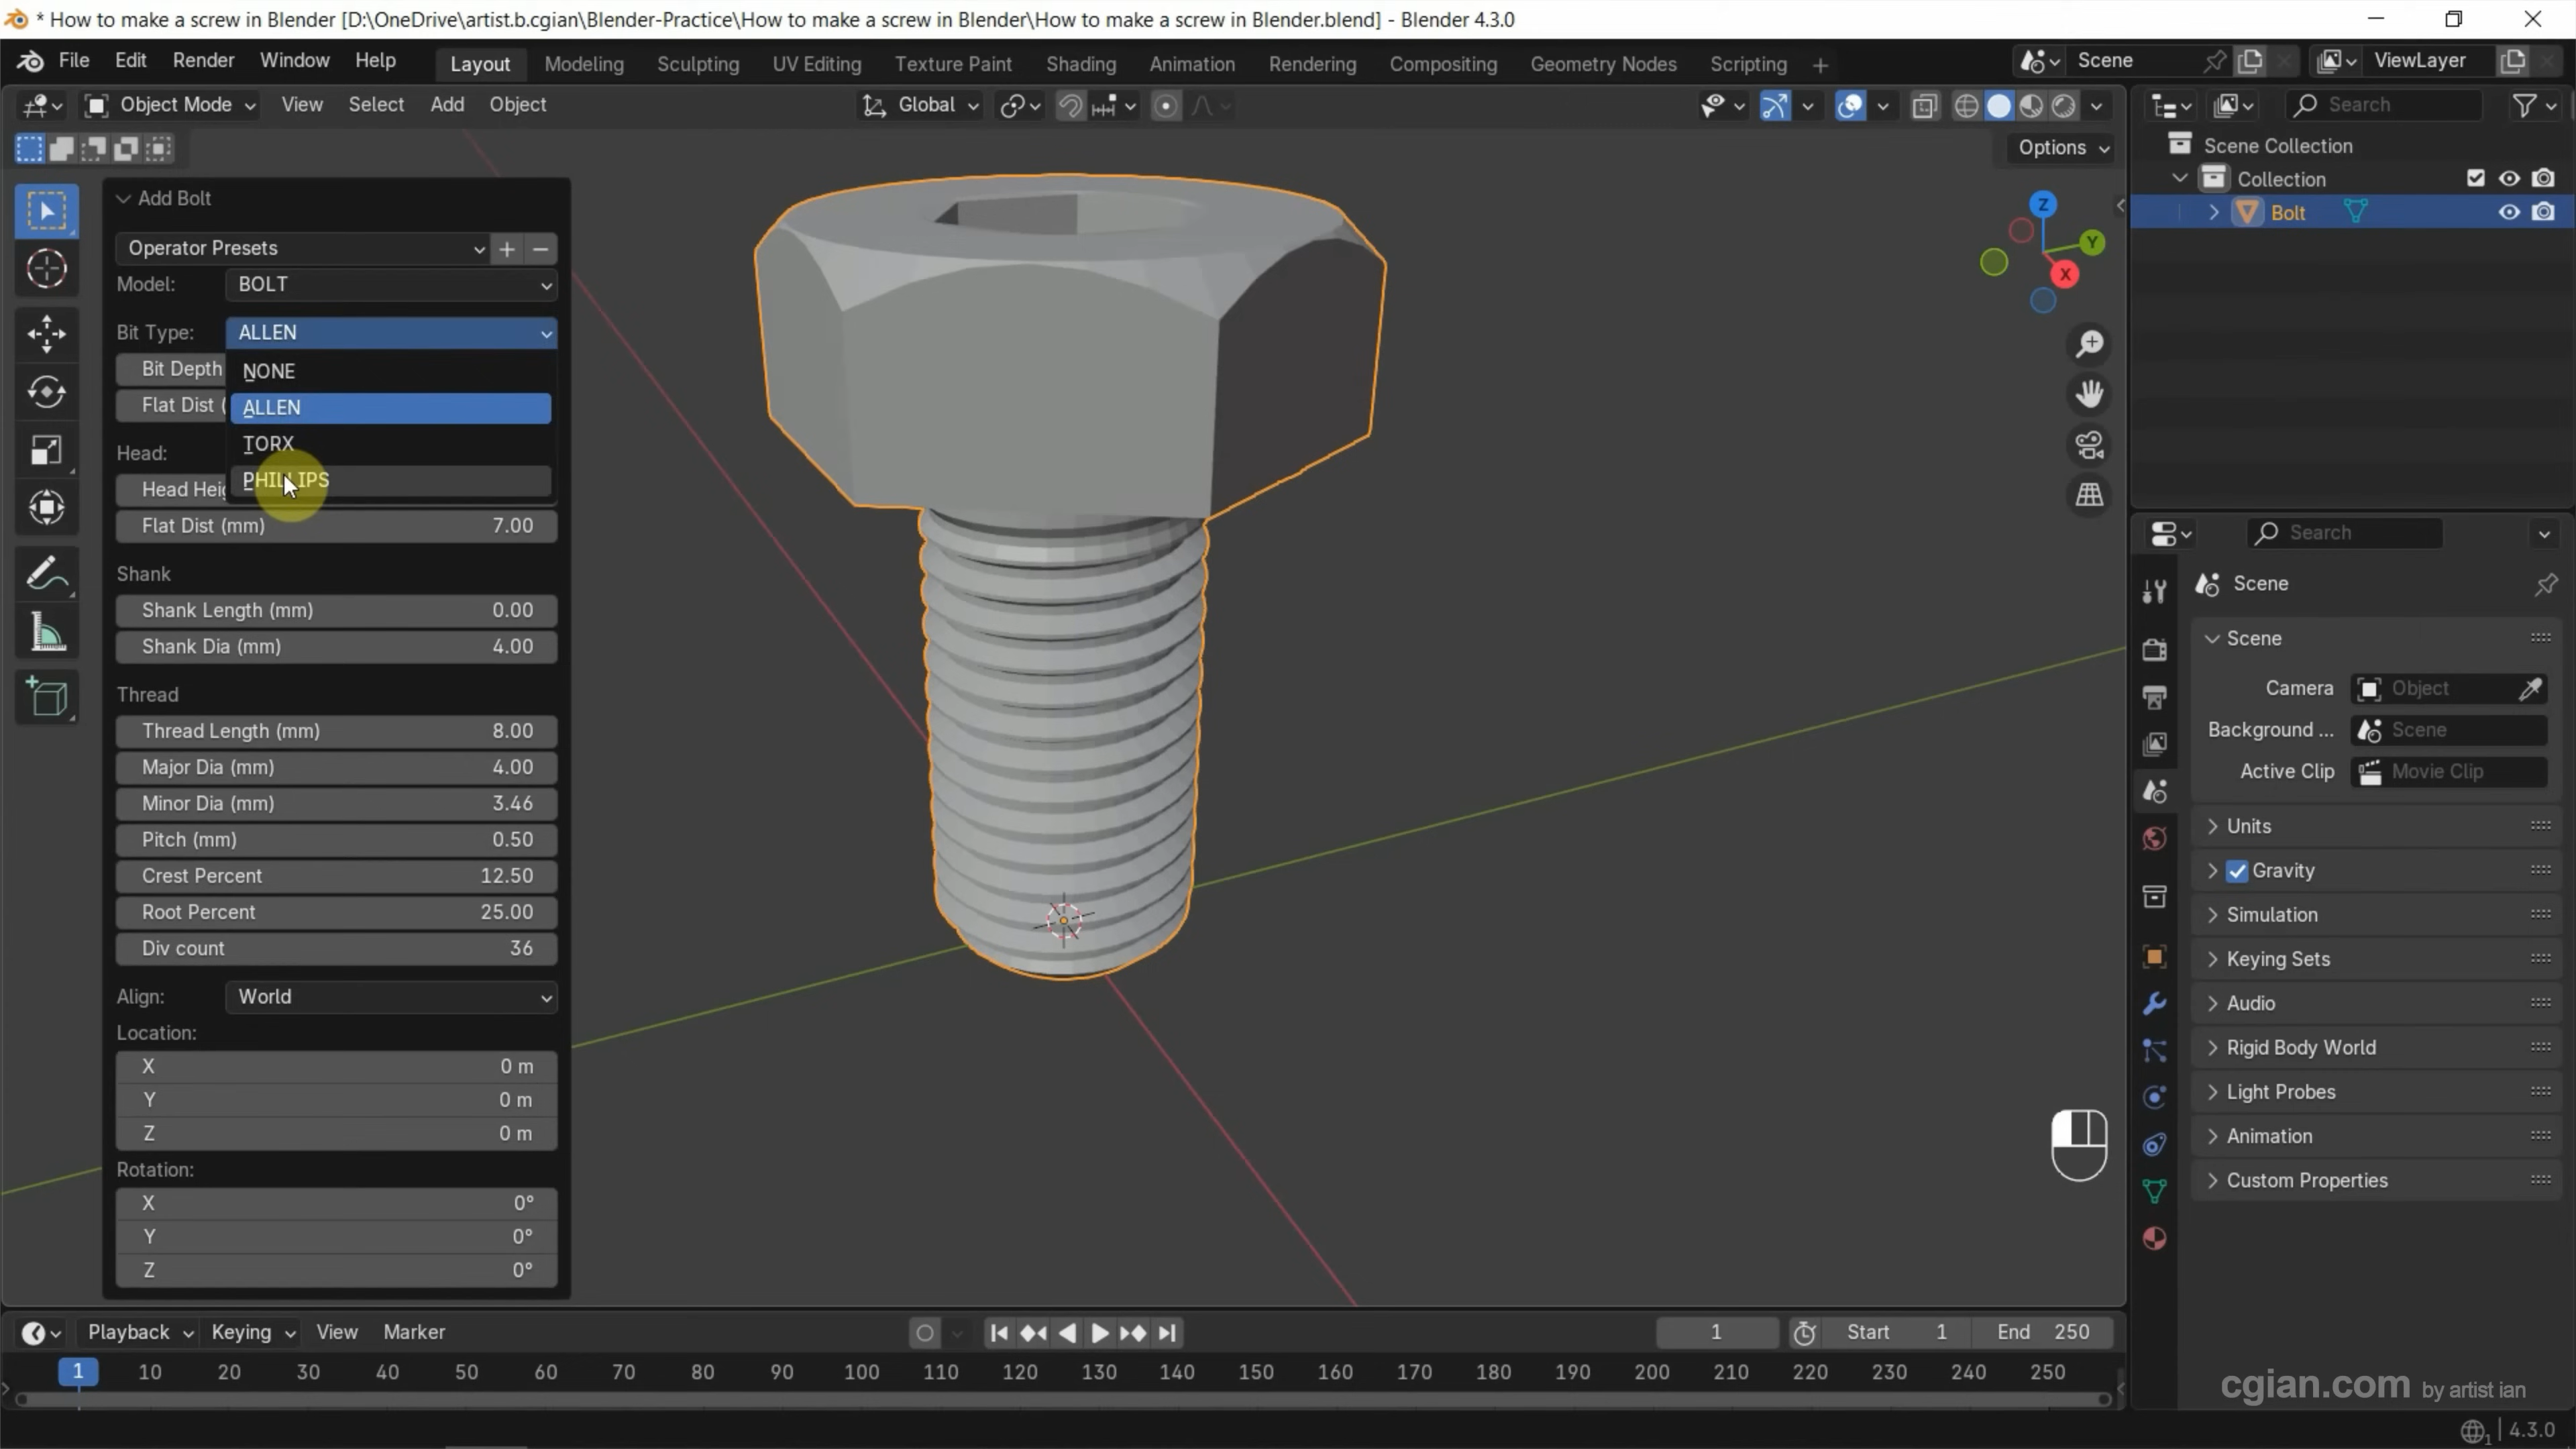 * How to make a screw in Blender [D:\OneDrive\artist.b.cgian\Blender-Practice\How to make a screw in Blender\How to make a screw in Blender.blend] - Blender 4.3.0
File Edit Render Window Help Layout Modeling Sculpting UV Editing Texture Paint Shading Animation Rendering Compositing Geometry Nodes Scripting + Scene ViewLayer
Object Mode View Select Add Object Global Search
Options
Scene Collection
Collection
Bolt
Z
Y
X
Add Bolt
Operator Presets
Model: BOLT
Bit Type: ALLEN
Bit Depth
NONE
Flat Dist (
ALLEN
TORX
Head:
PHILLIPS
Head Heig
Flat Dist (mm) 7.00
Shank
Shank Length (mm) 0.00
Shank Dia (mm) 4.00
Thread
Thread Length (mm) 8.00
Major Dia (mm) 4.00
Minor Dia (mm) 3.46
Pitch (mm) 0.50
Crest Percent 12.50
Root Percent 25.00
Div count 36
Align: World
Location:
X 0 m
Y 0 m
Z 0 m
Rotation:
X 0°
Y 0°
Z 0°
Search
Scene
Scene
Camera Object
Background ... Scene
Active Clip Movie Clip
Units
Gravity
Simulation
Keying Sets
Audio
Rigid Body World
Light Probes
Animation
Custom Properties
Playback Keying View Marker 1 Start 1 End 250
1 10 20 30 40 50 60 70 80 90 100 110 120 130 140 150 160 170 180 190 200 210 220 230 240 250
cgian.com by artist ian
1 4.3.0